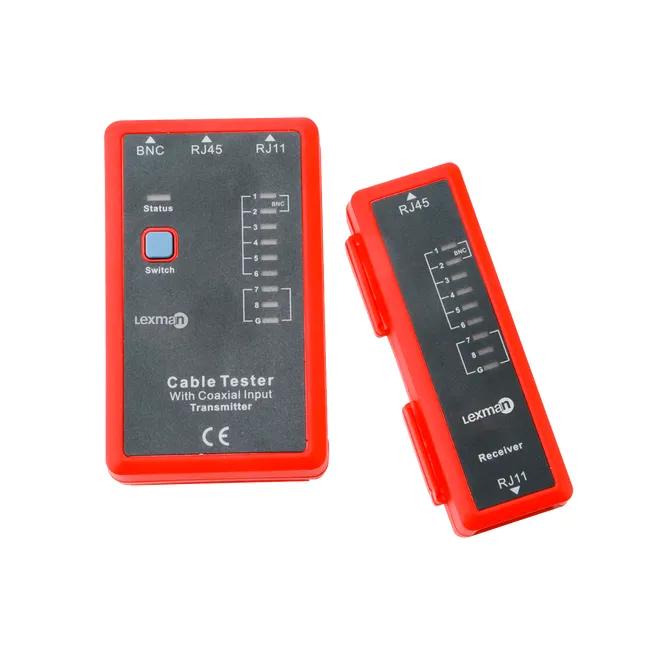 BNC RJ45 RJ11
Status
Switch
1
2
BNC
3
4
5
6
7
8
G
Lexman
Cable Tester
With Coaxial Input
Transmitter
CE
RJ45
1
2
BNC
3
4
5
6
7
8
G
Lexman
Receiver
RJ11